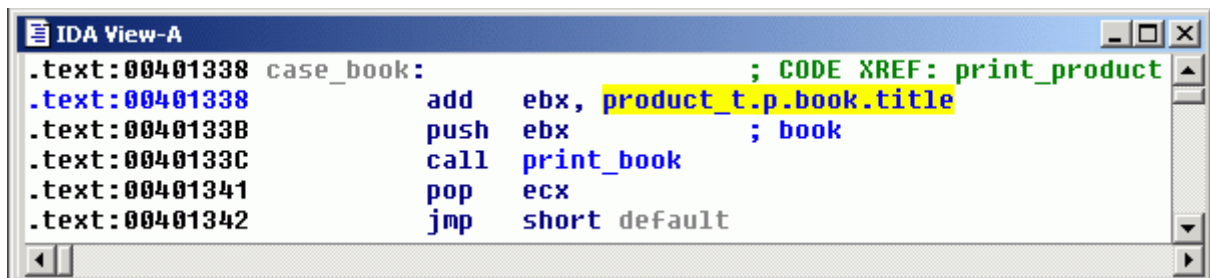 IDA View-A
.text:00401338 case_book: ; CODE XREF: print_product
.text:00401338 add ebx, product_t.p.book.title
.text:0040133B push ebx ; book
.text:0040133C call print_book
.text:00401341 pop ecx
.text:00401342 jmp short default